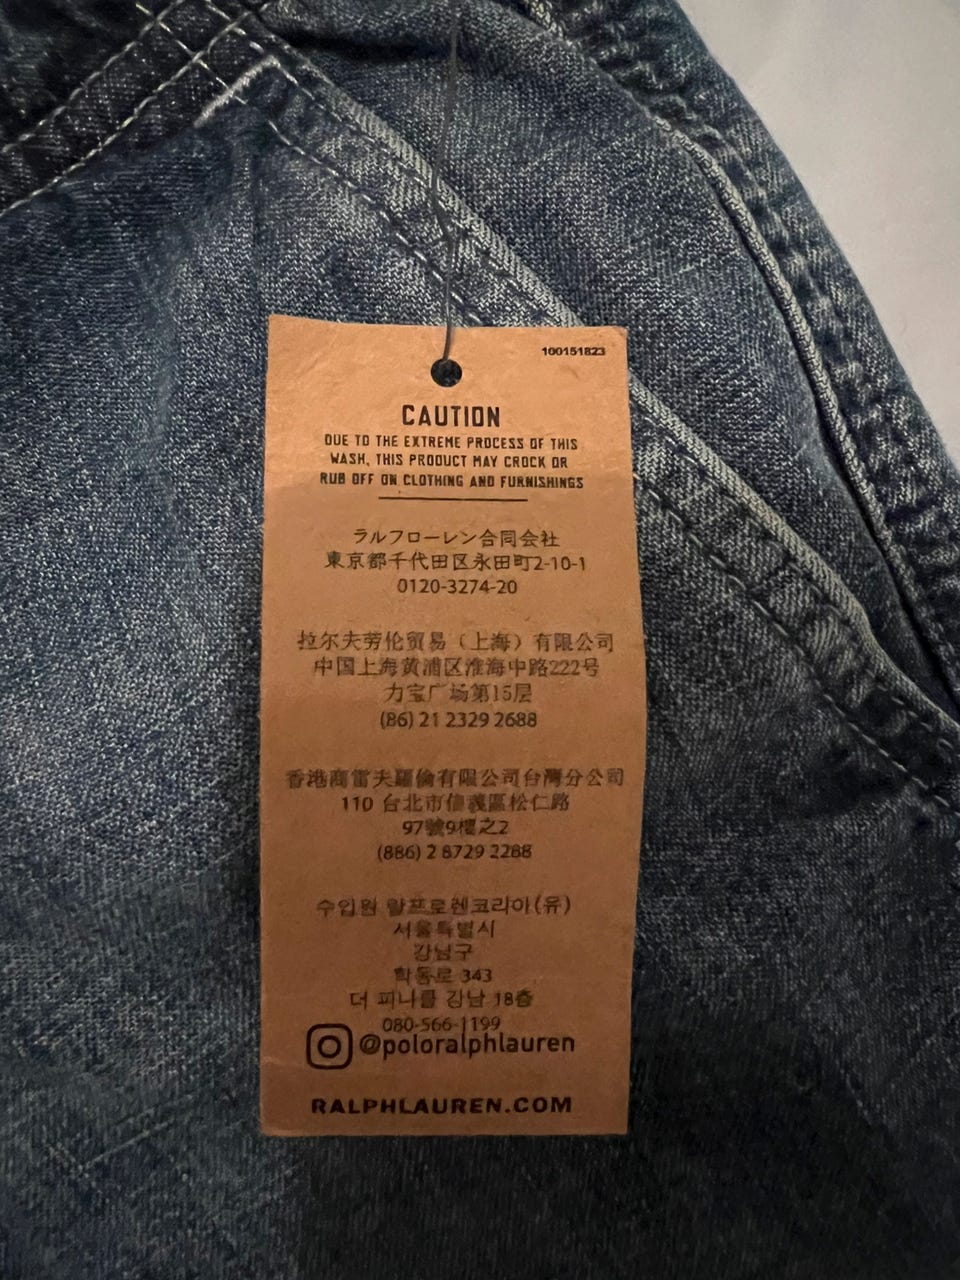 100151823
CAUTION
DUE TO THE EXTREME PROCESS OF THIS
WASH, THIS PRODUCT MAY CROCK OR
RUB OFF ON CLOTHING AND FURNISHINGS
ラルフローレン合同会社
東京都千代田区永田町2-10-1
0120-3274-20
拉尔夫劳伦贸易（上海）有限公司
中国上海黄浦区淮海中路222号
力宝广场第15层
(86) 21 2329 2688
香港商雷夫羅倫有限公司台灣分公司
110 台北市信義區松仁路
97號9樓之2
(886) 2 8729 2288
수입원 랄프로렌코리아(유)
서울특별시
강남구
학동로 343
더 피나클 강남 18층
080-566-1199
@poloralphlauren
RALPHLAUREN.COM